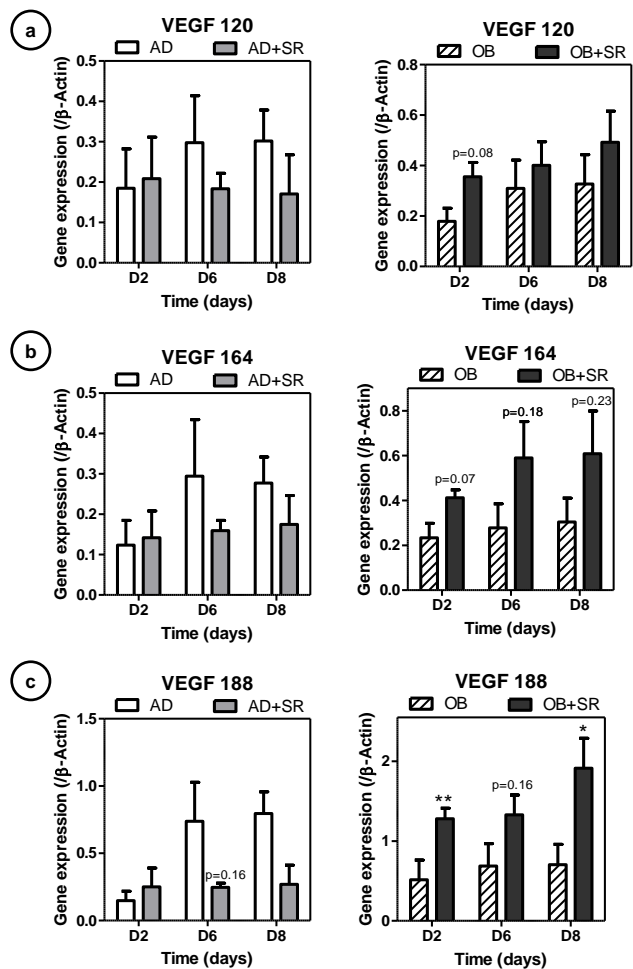 a
VEGF 120
AD AD+SR
Gene expression (/β-Actin)
0.5
0.4
0.3
0.2
0.1
0.0
D2 D6 D8
Time (days)
VEGF 120
OB OB+SR
Gene expression (/β-Actin)
0.8
0.6
0.4
0.2
0.0
p=0.08
D2 D6 D8
Time (days)
b
VEGF 164
AD AD+SR
Gene expression (/β-Actin)
0.5
0.4
0.3
0.2
0.1
0.0
D2 D6 D8
Time (days)
VEGF 164
OB OB+SR
Gene expression (/β-Actin)
0.8
0.6
0.4
0.2
0.0
p=0.07
p=0.18
p=0.23
D2 D6 D8
Time (days)
c
VEGF 188
AD AD+SR
Gene expression (/β-Actin)
1.5
1.0
0.5
0.0
p=0.16
D2 D6 D8
Time (days)
VEGF 188
OB OB+SR
Gene expression (/β-Actin)
2
1
0
**
p=0.16
*
D2 D6 D8
Time (days)